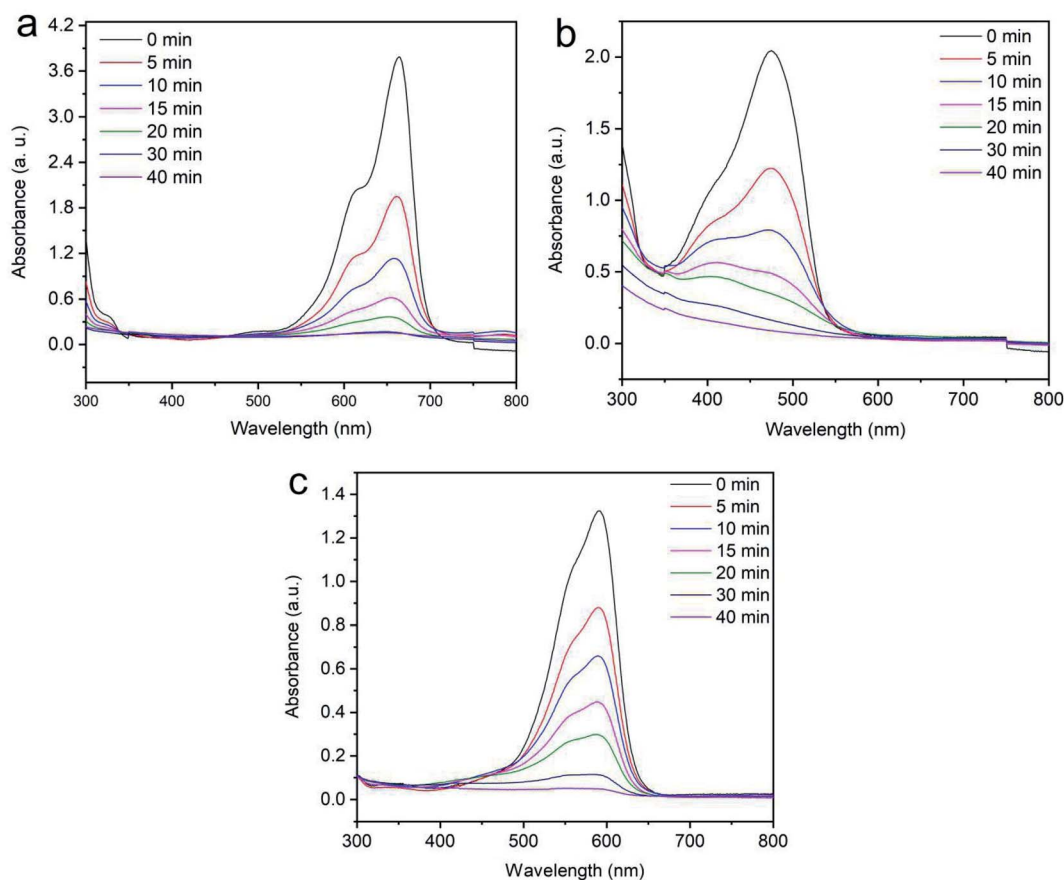 a
4.2
3.6
3.0
2.4
1.8
1.2
0.6
0.0
Absorbance (a. u.)
0 min
5 min
10 min
15 min
20 min
30 min
40 min
300 400 500 600 700 800
Wavelength (nm)
b
2.0
1.5
1.0
0.5
0.0
Absorbance (a.u.)
0 min
5 min
10 min
15 min
20 min
30 min
40 min
300 400 500 600 700 800
Wavelength (nm)
c
1.4
1.2
1.0
0.8
0.6
0.4
0.2
0.0
Absorbance (a.u.)
0 min
5 min
10 min
15 min
20 min
30 min
40 min
300 400 500 600 700 800
Wavelength (nm)